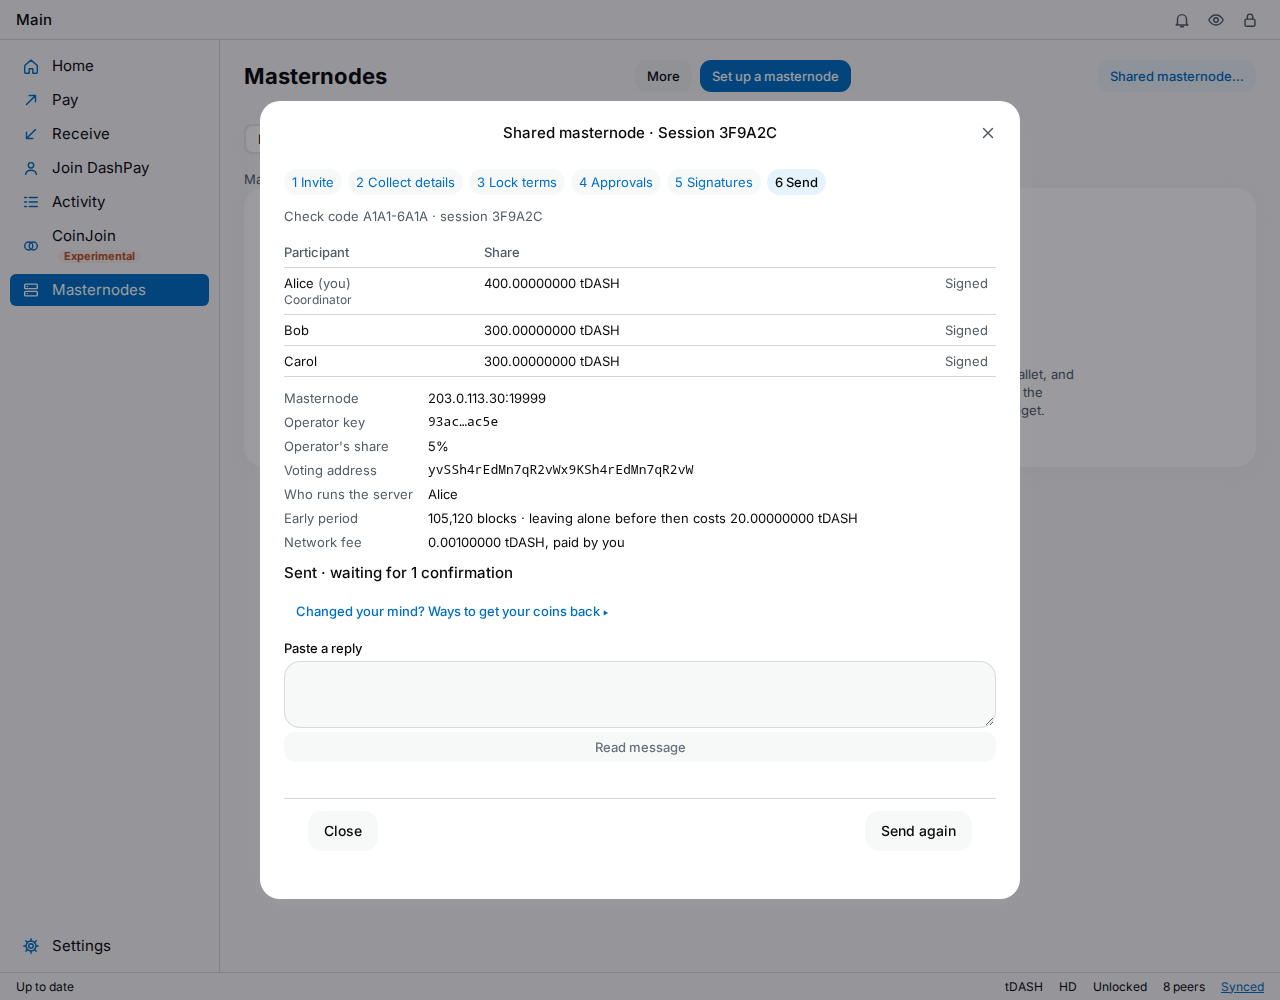 Main
Home
Pay
Receive
Join DashPay
Activity
CoinJoin
Experimental
Masternodes
Settings
Masternodes
More
Set up a masternode
Shared masternode...
Shared masternode · Session 3F9A2C
1 Invite
2 Collect details
3 Lock terms
4 Approvals
5 Signatures
6 Send
Check code A1A1-6A1A · session 3F9A2C
Participant Share
Alice (you) 400.00000000 tDASH Signed
Coordinator
Bob 300.00000000 tDASH Signed
Carol 300.00000000 tDASH Signed
Masternode 203.0.113.30:19999
Operator key 93ac…ac5e
Operator's share 5%
Voting address yvSSh4rEdMn7qR2vWx9KSh4rEdMn7qR2vW
Who runs the server Alice
Early period 105,120 blocks · leaving alone before then costs 20.00000000 tDASH
Network fee 0.00100000 tDASH, paid by you
Sent · waiting for 1 confirmation
Changed your mind? Ways to get your coins back ▸
Paste a reply
Read message
Close
Send again
and
the
Up to date
tDASH HD Unlocked 8 peers Synced